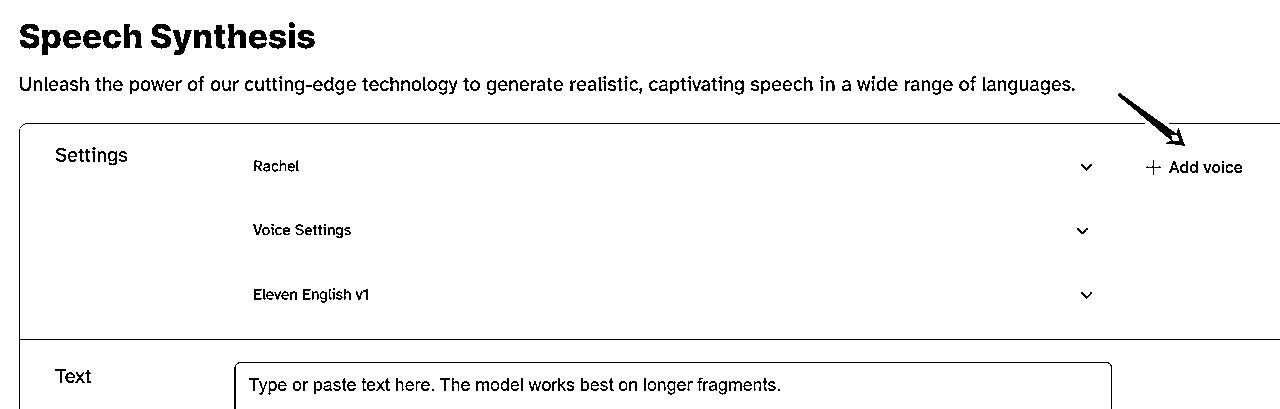 Speech Synthesis
Unleash the power of our cutting-edge technology to generate realistic, captivating speech in a wide range of languages.
Settings
Rachel
+ Add voice
Voice Settings
Eleven English v1
Text
Type or paste text here. The model works best on longer fragments.